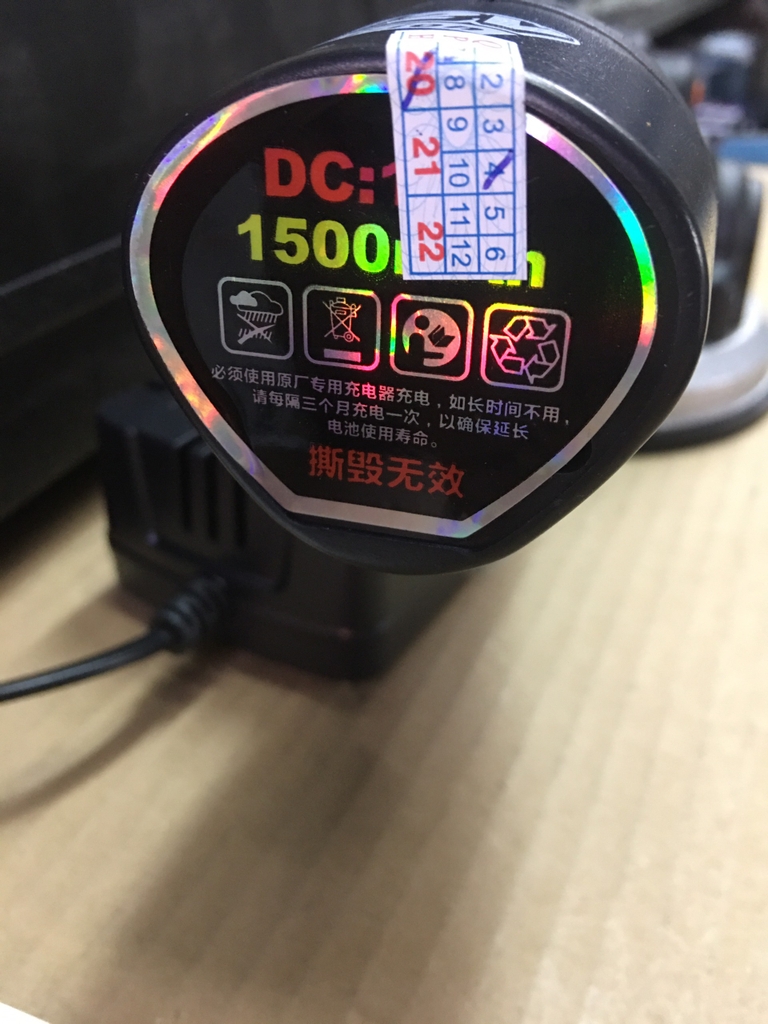 DC:1
1500
必须使用原厂专用充电器充电，如长时间不用，
请每隔三个月充电一次，以确保延长
电池使用寿命。
撕毁无效
2 3 4 5 6
8 9 10 11 12
20 21 22